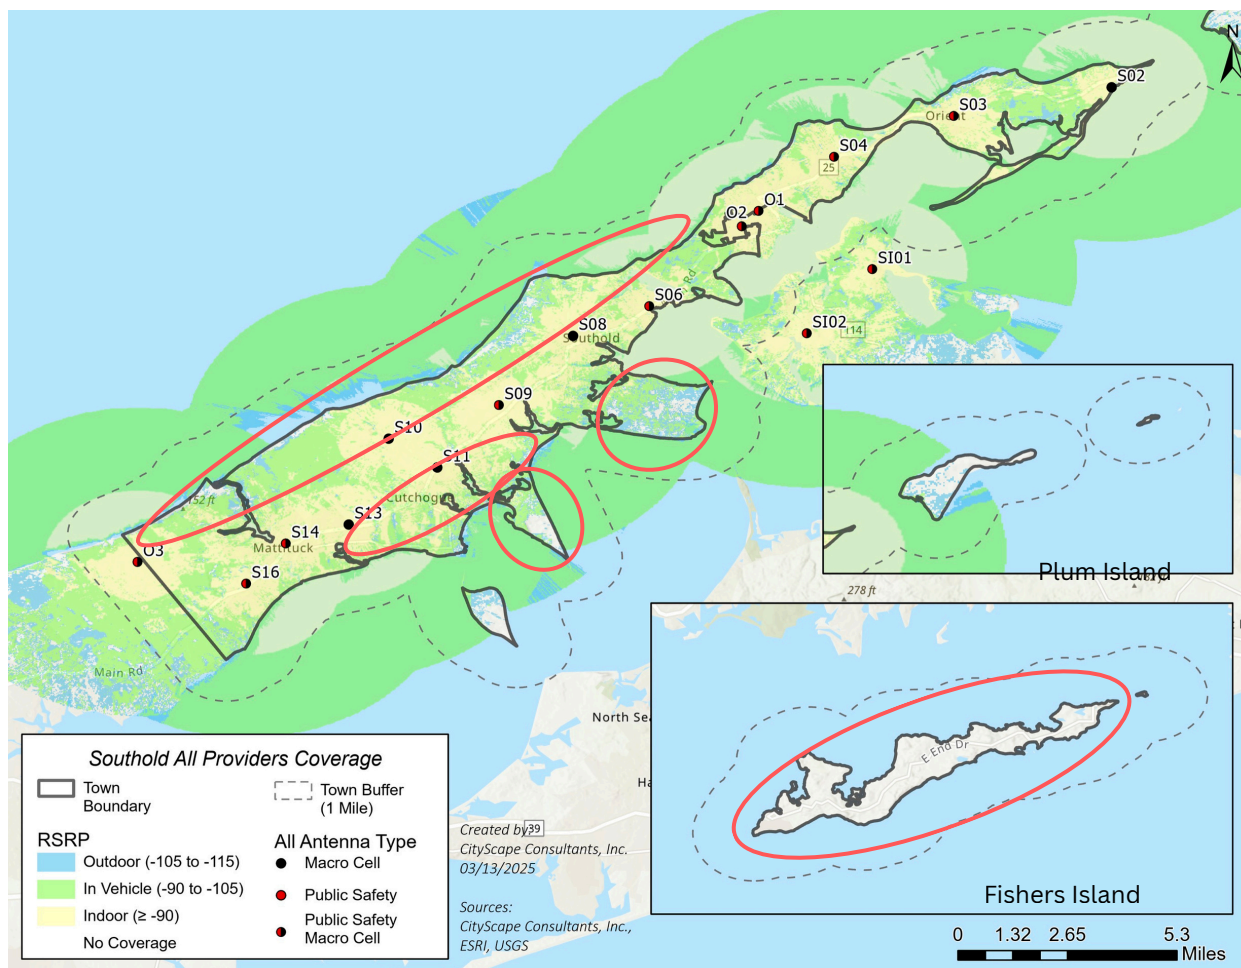 N
S02
S03
Orient
S04
25
O1
O2
SI01
S06
Rd
SI02
114
S08
Southold
S09
S10
S11
Cutchogue
152 ft
S13
S14
Mattituck
O3
S16
Main Rd
Plum Island
278 ft
North Sea
Ha
39
E End Dr
Fishers Island
Southold All Providers Coverage
Town
Boundary
Town Buffer
(1 Mile)
RSRP
Outdoor (-105 to -115)
In Vehicle (-90 to -105)
Indoor (≥ -90)
No Coverage
All Antenna Type
Macro Cell
Public Safety
Public Safety
Macro Cell
Created by:
CityScape Consultants, Inc.
03/13/2025
Sources:
CityScape Consultants, Inc.,
ESRI, USGS
0 1.32 2.65 5.3
Miles